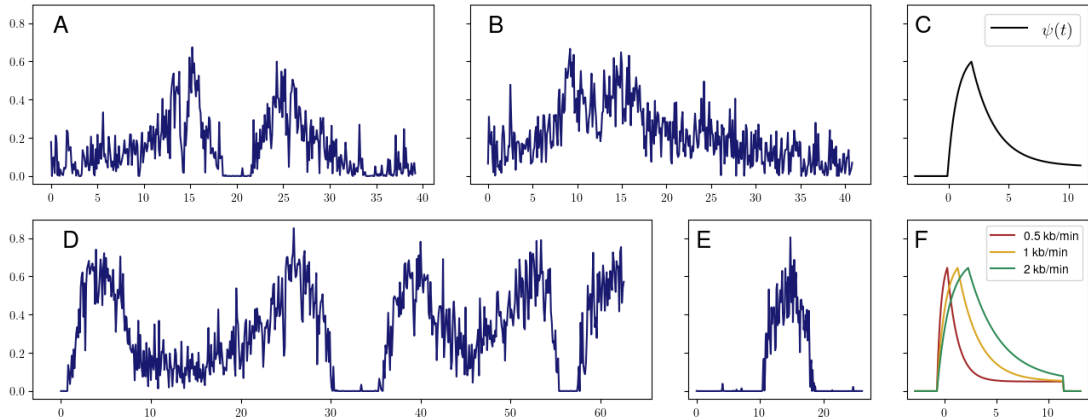 A
B
C
ψ(t)
0.8
0.6
0.4
0.2
0.0
0 5 10 15 20 25 30 35 40
0 5 10 15 20 25 30 35 40
0 5 10
D
E
F
0.5 kb/min
1 kb/min
2 kb/min
0.8
0.6
0.4
0.2
0.0
0 10 20 30 40 50 60
0 10 20
0 5 10